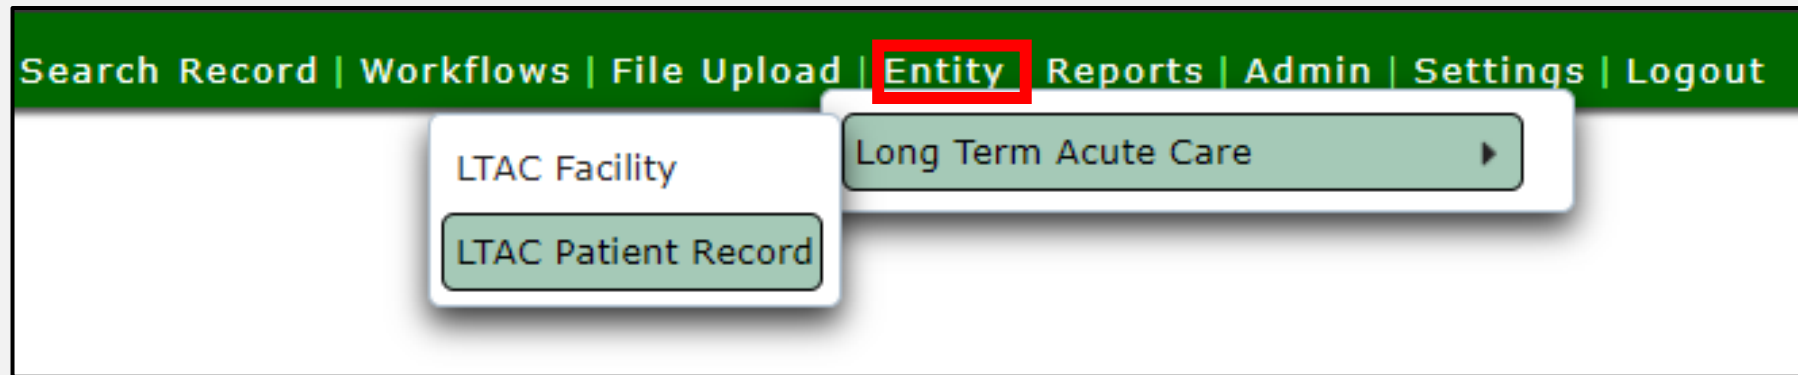 Search Record | Workflows | File Upload | Entity Reports | Admin | Settings | Logout
Long Term Acute Care
LTAC Facility
LTAC Patient Record